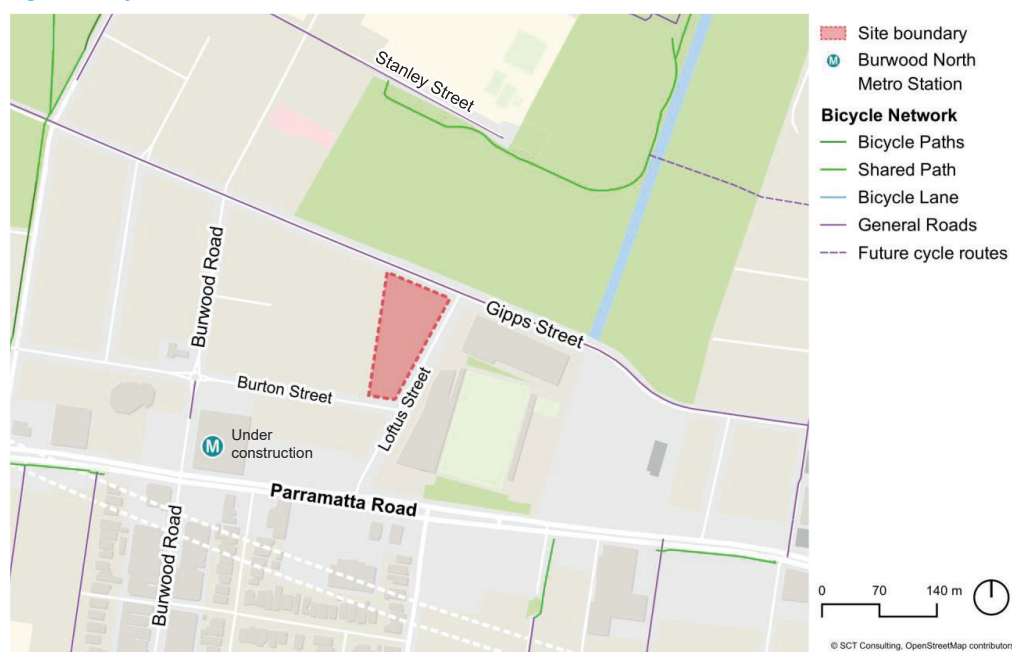 Stanley Street
Burwood Road
Gipps Street
Burton Street
Loftus Street
M
Under
construction
Parramatta Road
Burwood Road
Site boundary
M
Burwood North
Metro Station
Bicycle Network
Bicycle Paths
Shared Path
Bicycle Lane
General Roads
Future cycle routes
0 70 140 m
© SCT Consulting, OpenStreetMap contributors